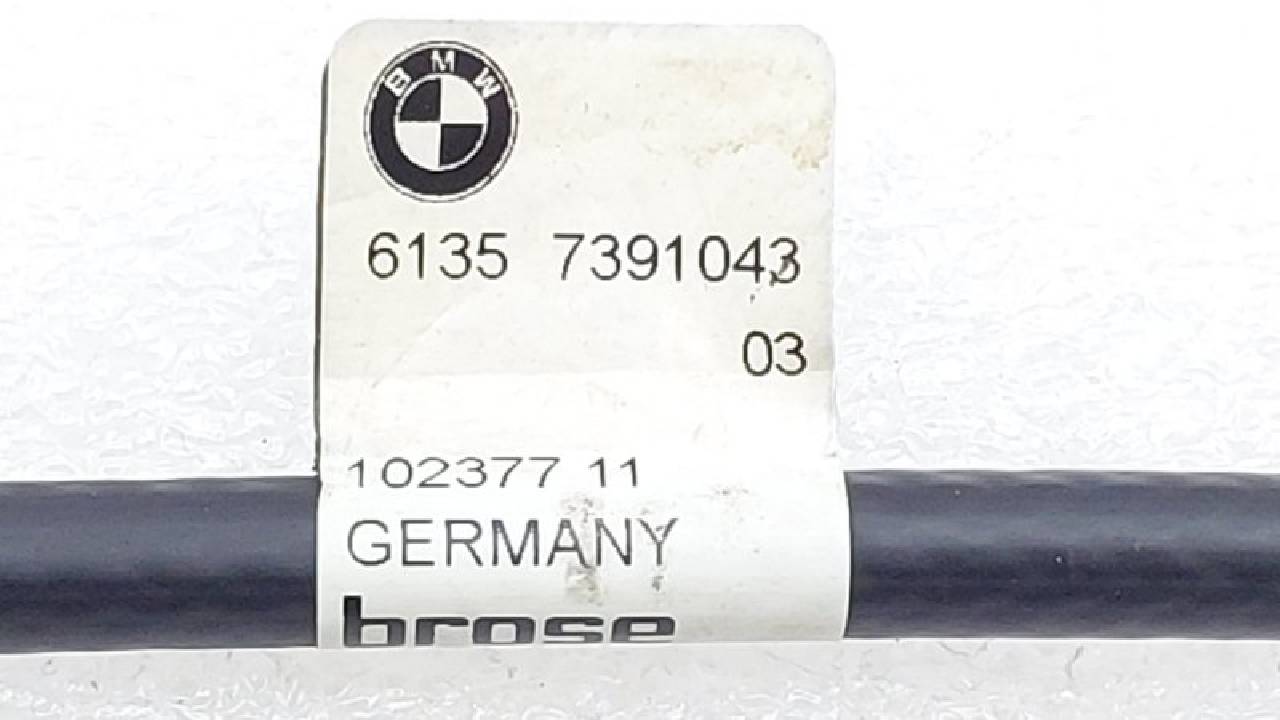 BMW
6135 7391043
03
102377 11
GERMANY
brose